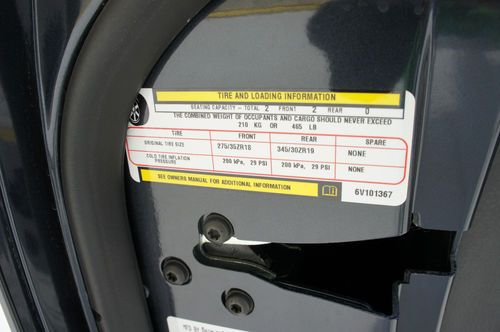 TIRE AND LOADING INFORMATION
SEATING CAPACITY - TOTAL 2 FRONT 2 REAR 0
THE COMBINED WEIGHT OF OCCUPANTS AND CARGO SHOULD NEVER EXCEED
210 KG OR 465 LB
TIRE FRONT REAR SPARE
ORIGINAL TIRE SIZE 275/35ZR18 345/30ZR19 NONE
COLD TIRE INFLATION PRESSURE 200 kPa, 29 PSI 200 kPa, 29 PSI NONE
SEE OWNERS MANUAL FOR ADDITIONAL INFORMATION
6V101367
MFD BY